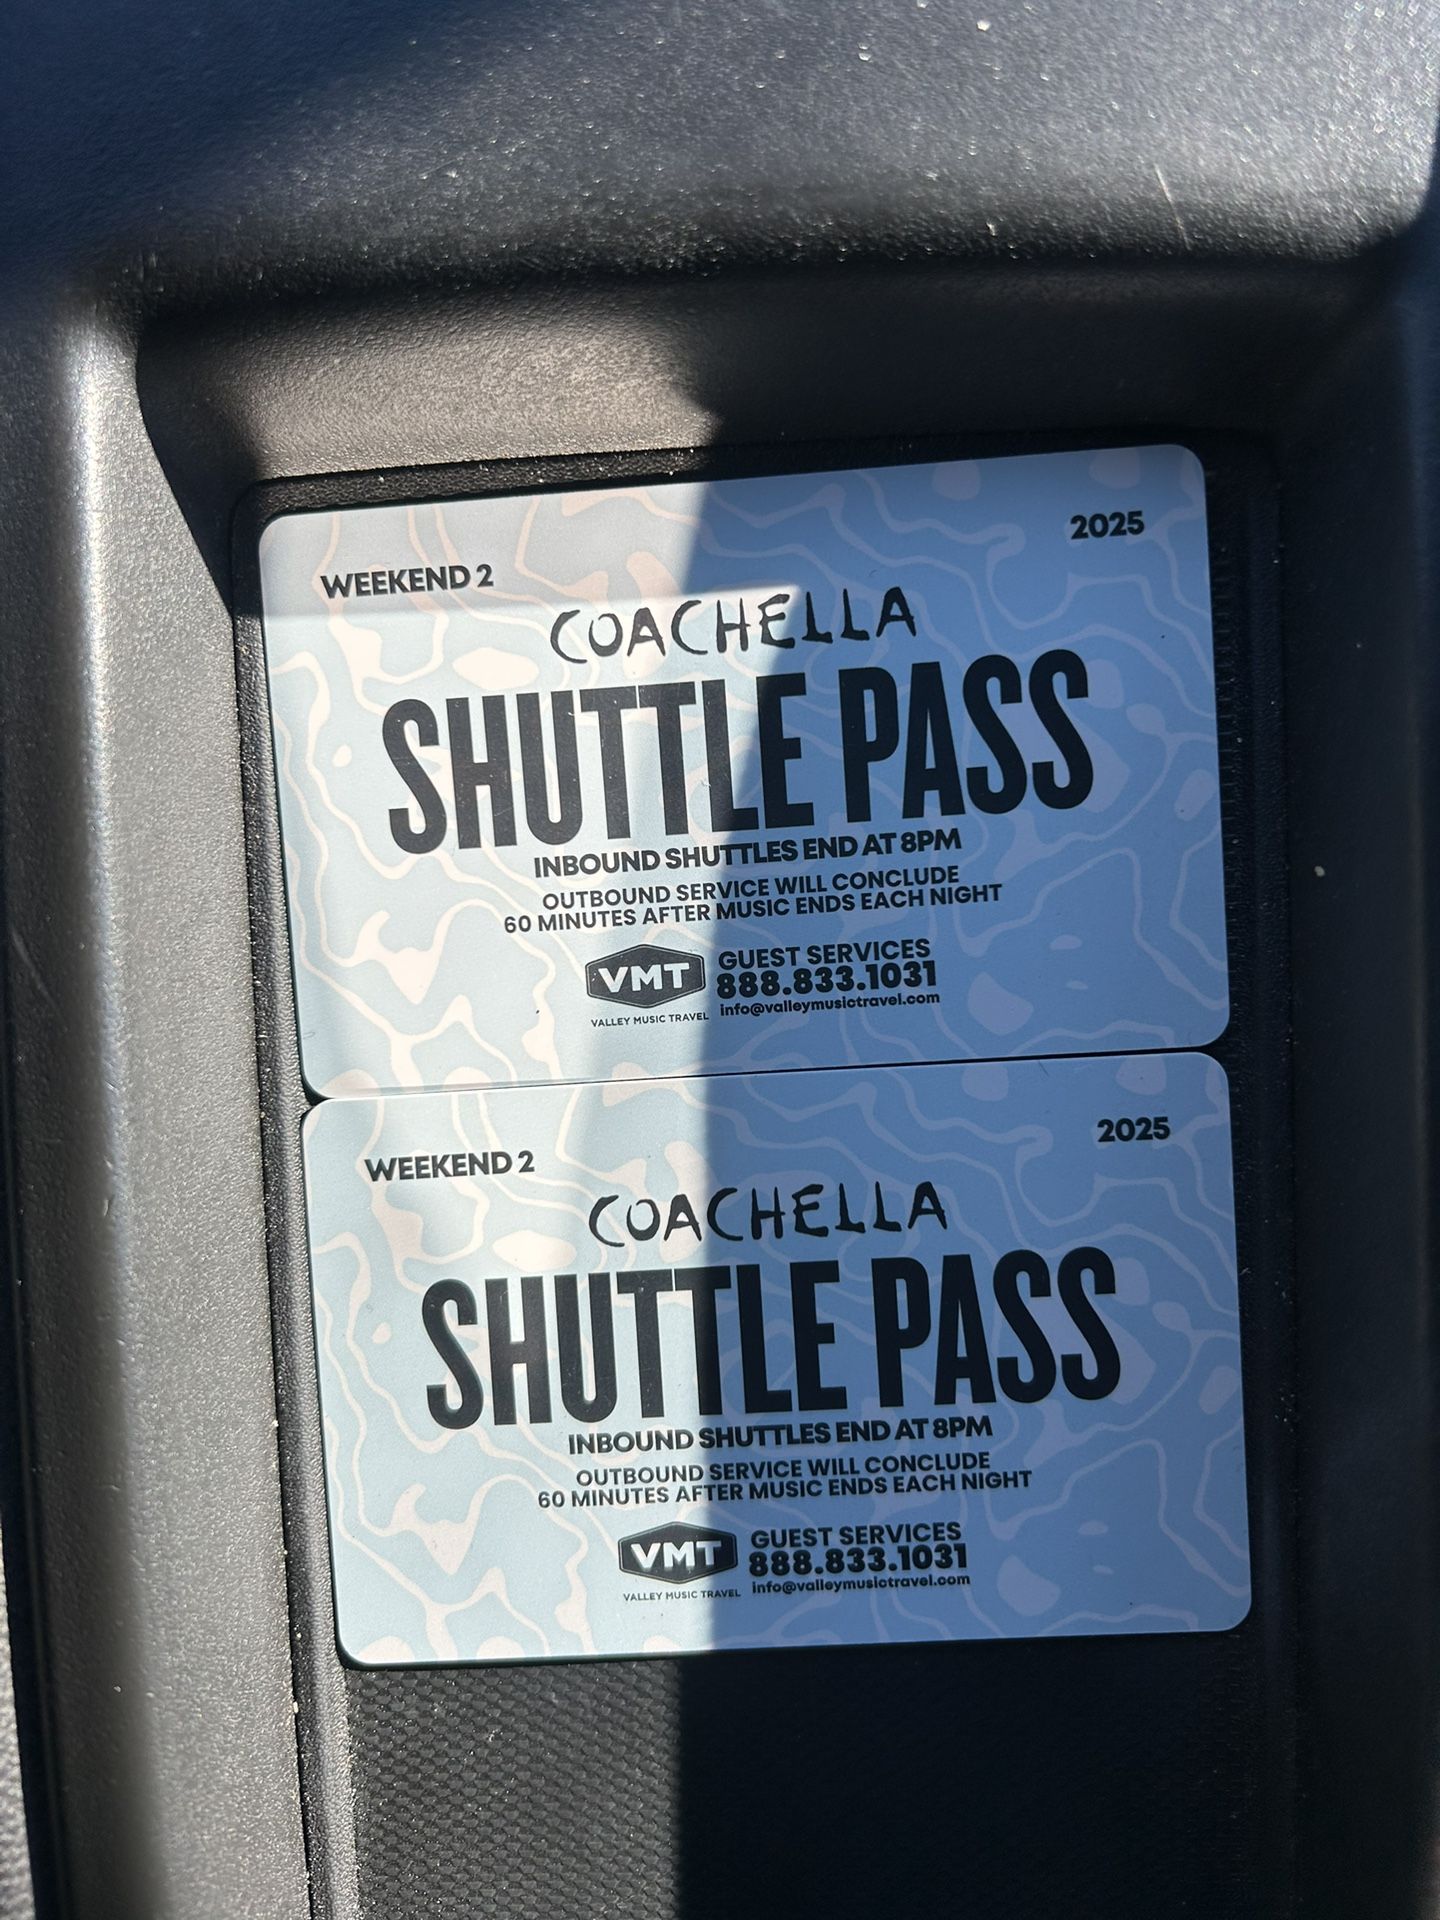 WEEKEND 2
2025
COACHELLA
SHUTTLE PASS
INBOUND SHUTTLES END AT 8PM
OUTBOUND SERVICE WILL CONCLUDE
60 MINUTES AFTER MUSIC ENDS EACH NIGHT
VMT
VALLEY MUSIC TRAVEL
GUEST SERVICES
888.833.1031
info@valleymusictravel.com
WEEKEND 2
2025
COACHELLA
SHUTTLE PASS
INBOUND SHUTTLES END AT 8PM
OUTBOUND SERVICE WILL CONCLUDE
60 MINUTES AFTER MUSIC ENDS EACH NIGHT
VMT
VALLEY MUSIC TRAVEL
GUEST SERVICES
888.833.1031
info@valleymusictravel.com